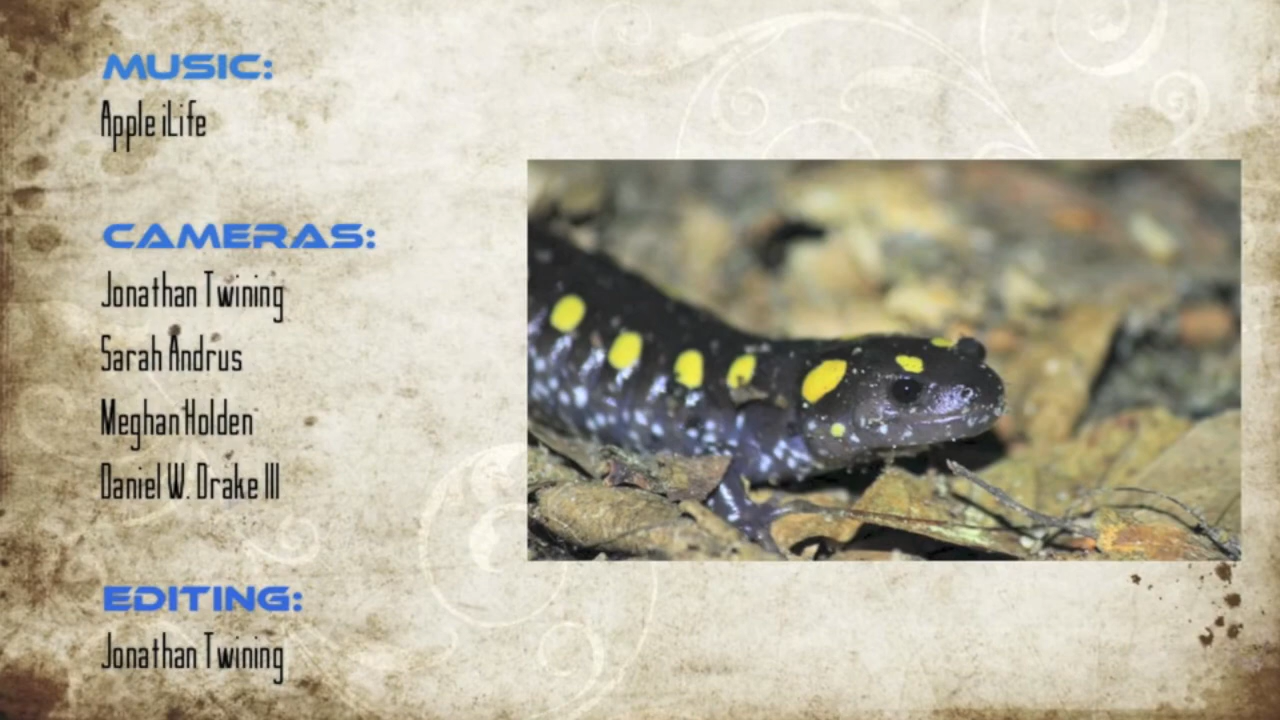 MUSIC:
Apple iLife
CAMERAS:
Jonathan Twining
Sarah Andrus
Meghan Holden
Daniel W. Drake III
EDITING:
Jonathan Twining